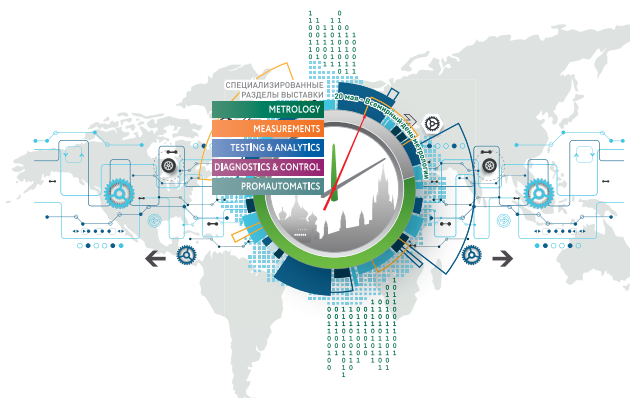 СПЕЦИАЛИЗИРОВАННЫЕ
РАЗДЕЛЫ ВЫСТАВКИ
METROLOGY
MEASUREMENTS
TESTING & ANALYTICS
DIAGNOSTICS & CONTROL
PROMAUTOMATICS
20 мая - Всемирный день метрологии